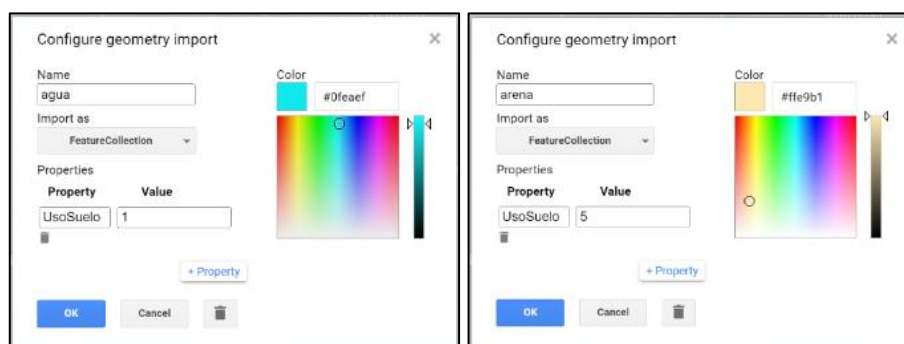 Configure geometry import ×
Name
agua
Color
#0feaef
Import as
FeatureCollection
Properties
Property Value
UsoSuelo 1
+ Property
OK Cancel
Configure geometry import ×
Name
arena
Color
#ffe9b1
Import as
FeatureCollection
Properties
Property Value
UsoSuelo 5
+ Property
OK Cancel